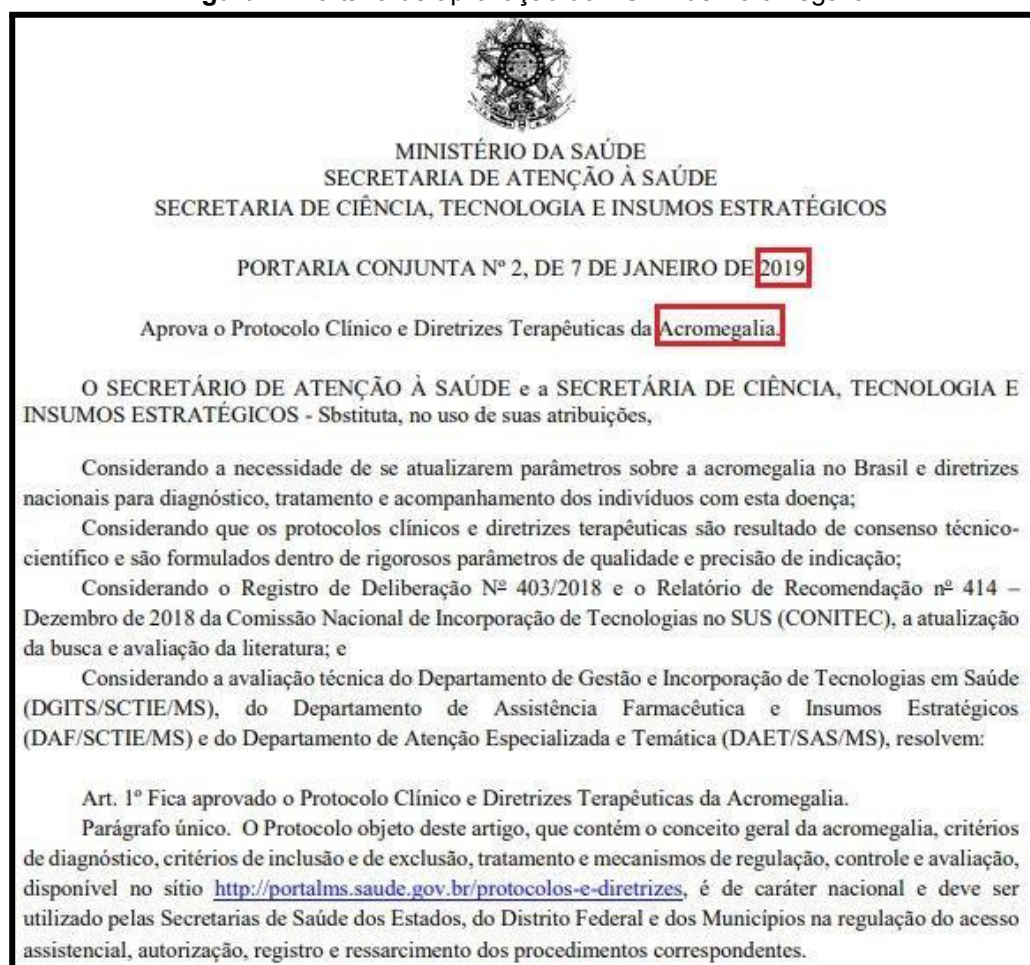 MINISTÉRIO DA SAÚDE
SECRETARIA DE ATENÇÃO À SAÚDE
SECRETARIA DE CIÊNCIA, TECNOLOGIA E INSUMOS ESTRATÉGICOS
PORTARIA CONJUNTA Nº 2, DE 7 DE JANEIRO DE 2019
Aprova o Protocolo Clínico e Diretrizes Terapêuticas da Acromegalia.
O SECRETÁRIO DE ATENÇÃO À SAÚDE e a SECRETÁRIA DE CIÊNCIA, TECNOLOGIA E
INSUMOS ESTRATÉGICOS - Sbstituta, no uso de suas atribuições,
Considerando a necessidade de se atualizarem parâmetros sobre a acromegalia no Brasil e diretrizes
nacionais para diagnóstico, tratamento e acompanhamento dos indivíduos com esta doença;
Considerando que os protocolos clínicos e diretrizes terapêuticas são resultado de consenso técnico-
científico e são formulados dentro de rigorosos parâmetros de qualidade e precisão de indicação;
Considerando o Registro de Deliberação Nº 403/2018 e o Relatório de Recomendação nº 414 –
Dezembro de 2018 da Comissão Nacional de Incorporação de Tecnologias no SUS (CONITEC), a atualização
da busca e avaliação da literatura; e
Considerando a avaliação técnica do Departamento de Gestão e Incorporação de Tecnologias em Saúde
(DGITS/SCTIE/MS), do Departamento de Assistência Farmacêutica e Insumos Estratégicos
(DAF/SCTIE/MS) e do Departamento de Atenção Especializada e Temática (DAET/SAS/MS), resolvem:
Art. 1º Fica aprovado o Protocolo Clínico e Diretrizes Terapêuticas da Acromegalia.
Parágrafo único. O Protocolo objeto deste artigo, que contém o conceito geral da acromegalia, critérios
de diagnóstico, critérios de inclusão e de exclusão, tratamento e mecanismos de regulação, controle e avaliação,
disponível no sítio http://portalms.saude.gov.br/protocolos-e-diretrizes, é de caráter nacional e deve ser
utilizado pelas Secretarias de Saúde dos Estados, do Distrito Federal e dos Municípios na regulação do acesso
assistencial, autorização, registro e ressarcimento dos procedimentos correspondentes.